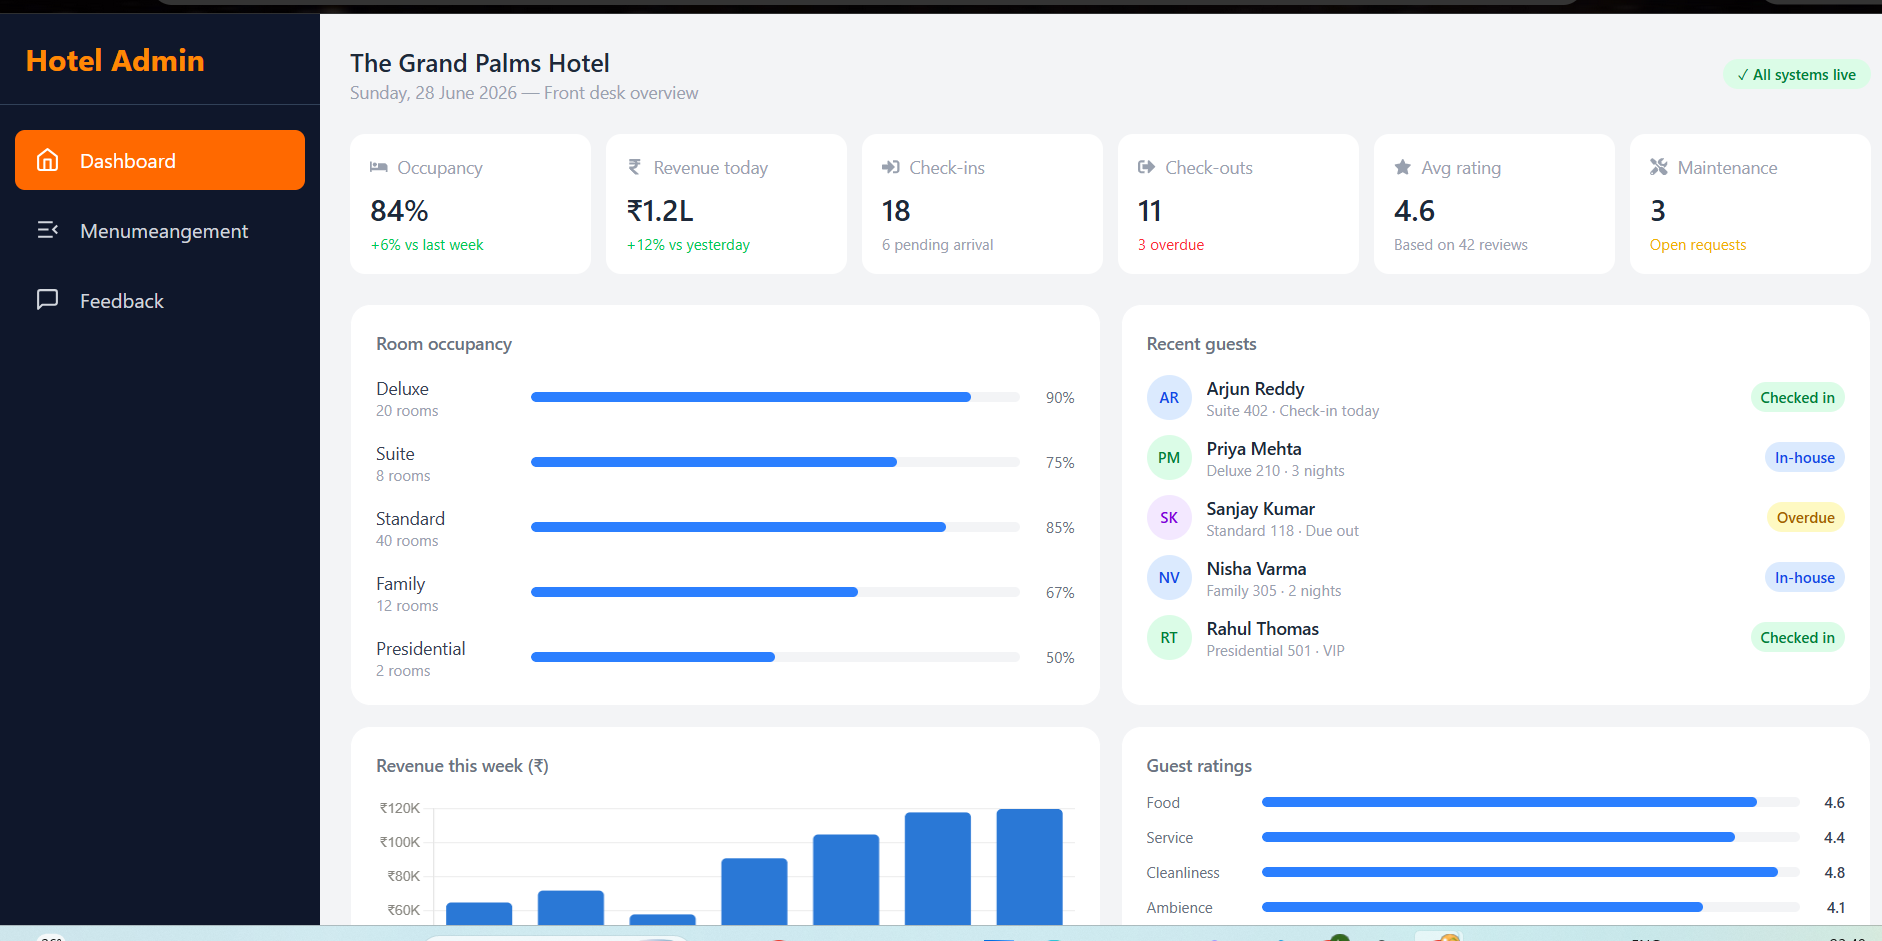 Hotel Admin
Dashboard
Menumeangement
Feedback
The Grand Palms Hotel
Sunday, 28 June 2026 — Front desk overview
✓ All systems live
Occupancy
84%
+6% vs last week
₹ Revenue today
₹1.2L
+12% vs yesterday
Check-ins
18
6 pending arrival
Check-outs
11
3 overdue
Avg rating
4.6
Based on 42 reviews
Maintenance
3
Open requests
Room occupancy
Deluxe
20 rooms
90%
Suite
8 rooms
75%
Standard
40 rooms
85%
Family
12 rooms
67%
Presidential
2 rooms
50%
Recent guests
AR
Arjun Reddy
Suite 402 · Check-in today
Checked in
PM
Priya Mehta
Deluxe 210 · 3 nights
In-house
SK
Sanjay Kumar
Standard 118 · Due out
Overdue
NV
Nisha Varma
Family 305 · 2 nights
In-house
RT
Rahul Thomas
Presidential 501 · VIP
Checked in
Revenue this week (₹)
₹120K
₹100K
₹80K
₹60K
Guest ratings
Food 4.6
Service 4.4
Cleanliness 4.8
Ambience 4.1